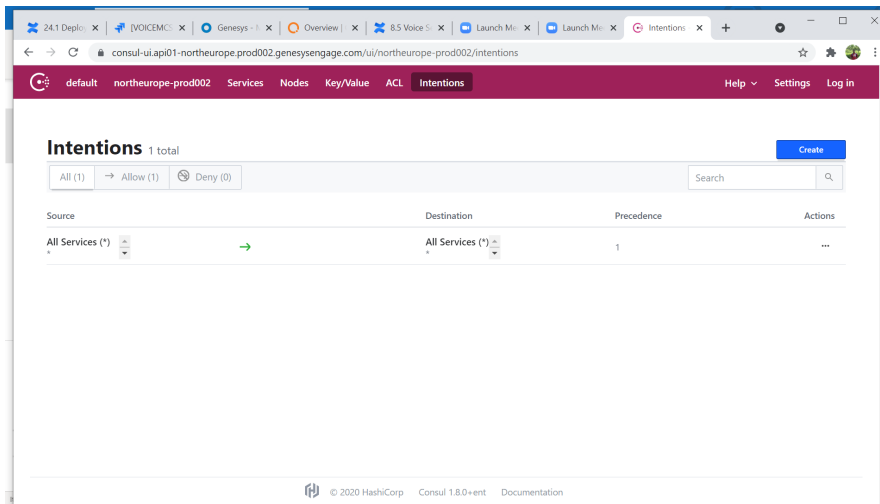 24.1 Deploy
[VOICEMCS
Genesys - N
Overview |
8.5 Voice S
Launch Me
Launch Me
Intentions
consul-ui.api01-northeurope.prod002.genesysengage.com/ui/northeurope-prod002/intentions
default northeurope-prod002 Services Nodes Key/Value ACL Intentions Help Settings Log in
Intentions 1 total
Create
All (1) → Allow (1) Deny (0) Search
Source Destination Precedence Actions
All Services (*) → All Services (*) 1 ...
* *
© 2020 HashiCorp Consul 1.8.0+ent Documentation